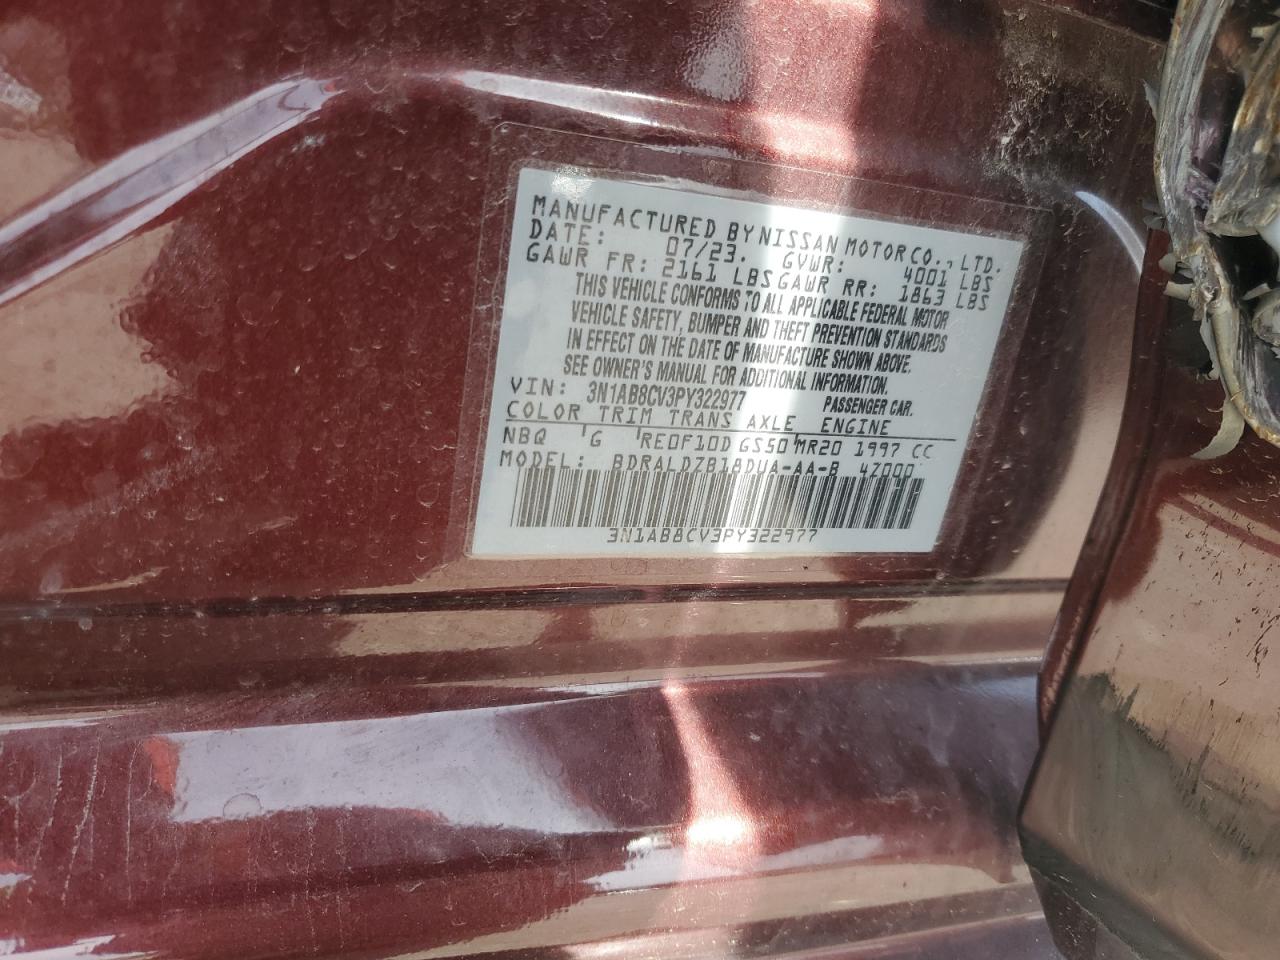 MANUFACTURED BY NISSAN MOTOR CO., LTD.
DATE: 07/23. GVWR: 4001 LBS
GAWR FR: 2161 LBS GAWR RR: 1863 LBS
THIS VEHICLE CONFORMS TO ALL APPLICABLE FEDERAL MOTOR
VEHICLE SAFETY, BUMPER AND THEFT PREVENTION STANDARDS
IN EFFECT ON THE DATE OF MANUFACTURE SHOWN ABOVE.
SEE OWNER'S MANUAL FOR ADDITIONAL INFORMATION.
VIN: 3N1AB8CV3PY322977 PASSENGER CAR.
COLOR TRIM TRANS AXLE ENGINE
NBQ G RE0F10D GS50 MR20 1997 CC
MODEL: BDRALDZB18DUA-AA-B 4Z000
3N1AB8CV3PY322977